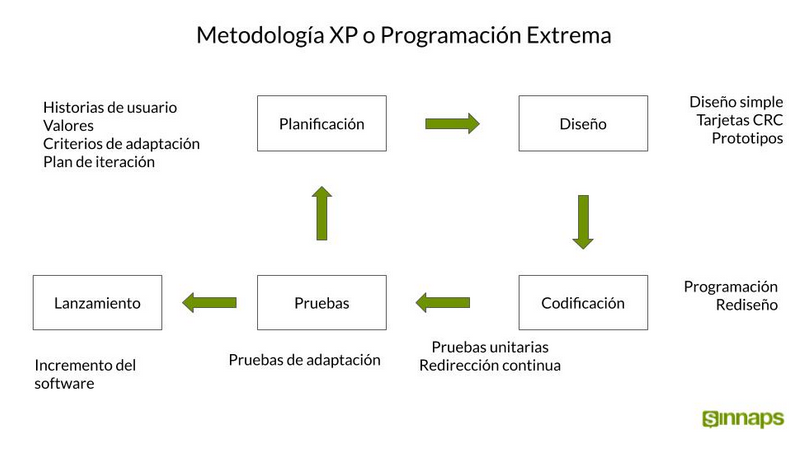 Metodología XP o Programación Extrema
Historias de usuario
Valores
Criterios de adaptación
Plan de iteración
Planificación
Diseño
Diseño simple
Tarjetas CRC
Prototipos
Lanzamiento
Pruebas
Codificación
Programación
Rediseño
Incremento del
software
Pruebas de adaptación
Pruebas unitarias
Redirección continua
sinnaps